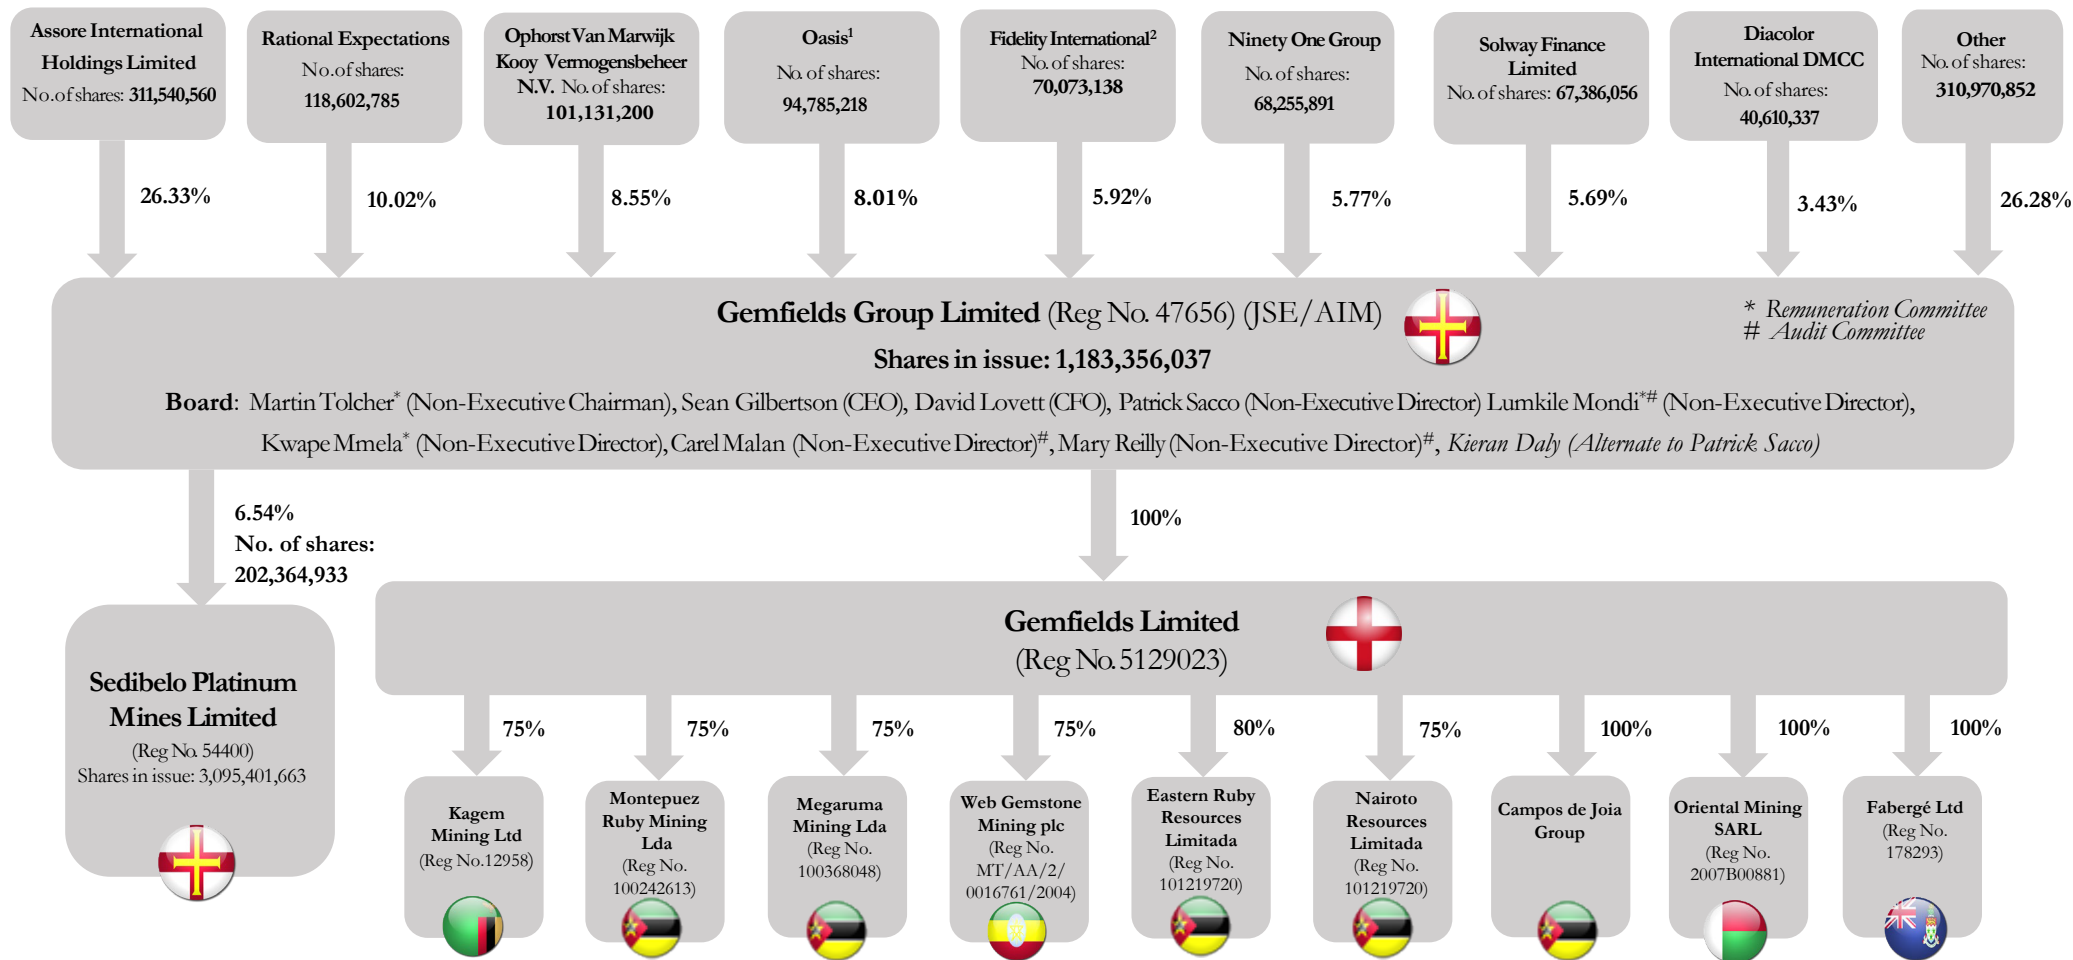 Assore International
Holdings Limited
No. of shares: 311,540,560
Rational Expectations
No. of shares:
118,602,785
Ophorst Van Marwijk
Kooy Vermogensbeheer
N.V. No. of shares:
101,131,200
Oasis¹
No. of shares:
94,785,218
Fidelity International²
No. of shares:
70,073,138
Ninety One Group
No. of shares:
68,255,891
Solway Finance
Limited
No. of shares: 67,386,056
Diacolor
International DMCC
No. of shares:
40,610,337
Other
No. of shares:
310,970,852
26.33%
10.02%
8.55%
8.01%
5.92%
5.77%
5.69%
3.43%
26.28%
Gemfields Group Limited (Reg No. 47656) (JSE/AIM)
* Remuneration Committee
# Audit Committee
Shares in issue: 1,183,356,037
Board: Martin Tolcher* (Non-Executive Chairman), Sean Gilbertson (CEO), David Lovett (CFO), Patrick Sacco (Non-Executive Director) Lumkile Mondi*# (Non-Executive Director),
Kwape Mmela* (Non-Executive Director), Carel Malan (Non-Executive Director)#, Mary Reilly (Non-Executive Director)#, Kieran Daly (Alternate to Patrick Sacco)
6.54%
No. of shares:
202,364,933
100%
Sedibelo Platinum
Mines Limited
(Reg No. 54400)
Shares in issue: 3,095,401,663
Gemfields Limited
(Reg No. 5129023)
75%
75%
75%
75%
80%
75%
100%
100%
100%
Kagem
Mining Ltd
(Reg No.12958)
Montepuez
Ruby Mining
Lda
(Reg No.
100242613)
Megaruma
Mining Lda
(Reg No.
100368048)
Web Gemstone
Mining plc
(Reg No.
MT/AA/2/
0016761/2004)
Eastern Ruby
Resources
Limitada
(Reg No.
101219720)
Nairoto
Resources
Limitada
(Reg No.
101219720)
Campos de Joia
Group
Oriental Mining
SARL
(Reg No.
2007B00881)
Fabergé Ltd
(Reg No.
178293)